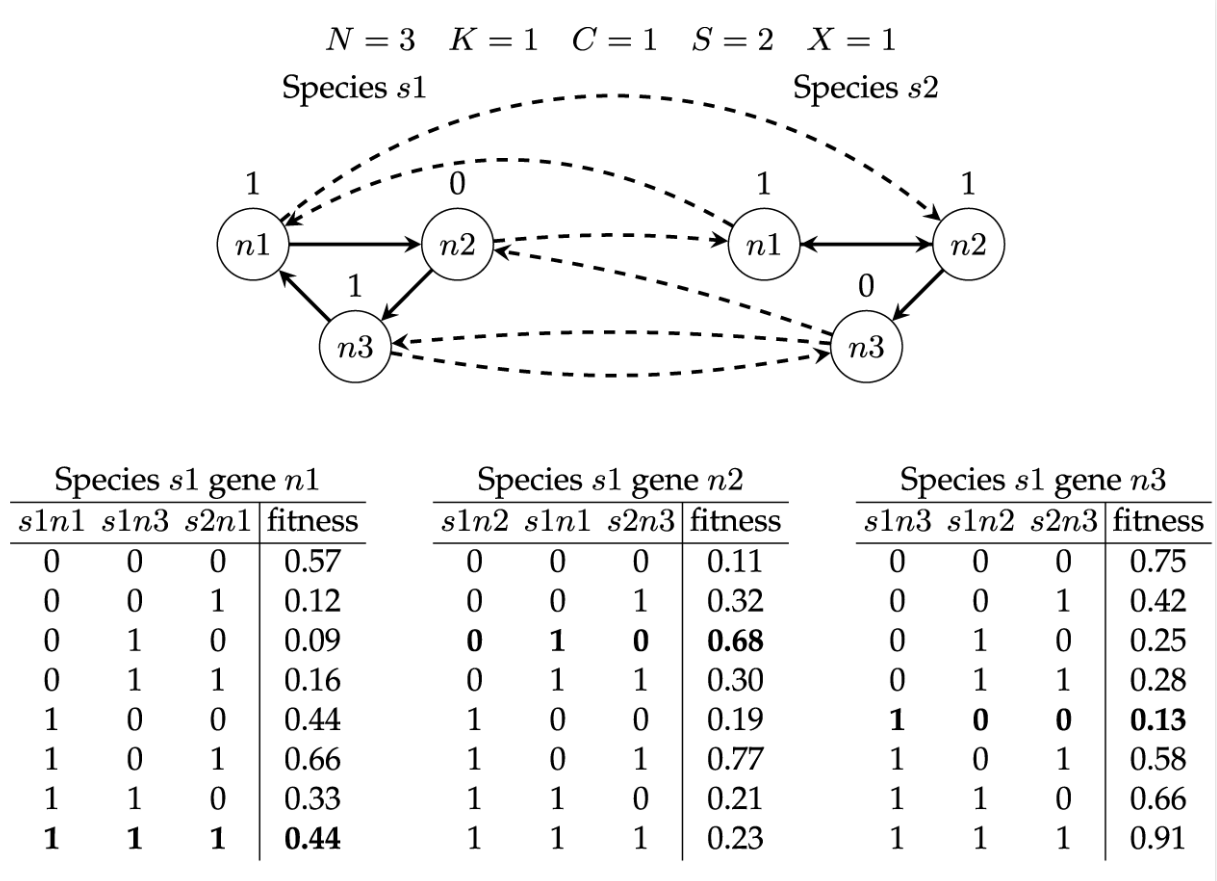 N = 3 K = 1 C = 1 S = 2 X = 1
Species s1 Species s2
1 0 1 1
n1 n2 n1 n2
1 0
n3 n3
Species s1 gene n1
s1n1 s1n3 s2n1 fitness
0 0 0 0.57
0 0 1 0.12
0 1 0 0.09
0 1 1 0.16
1 0 0 0.44
1 0 1 0.66
1 1 0 0.33
1 1 1 0.44
Species s1 gene n2
s1n2 s1n1 s2n3 fitness
0 0 0 0.11
0 0 1 0.32
0 1 0 0.68
0 1 1 0.30
1 0 0 0.19
1 0 1 0.77
1 1 0 0.21
1 1 1 0.23
Species s1 gene n3
s1n3 s1n2 s2n3 fitness
0 0 0 0.75
0 0 1 0.42
0 1 0 0.25
0 1 1 0.28
1 0 0 0.13
1 0 1 0.58
1 1 0 0.66
1 1 1 0.91